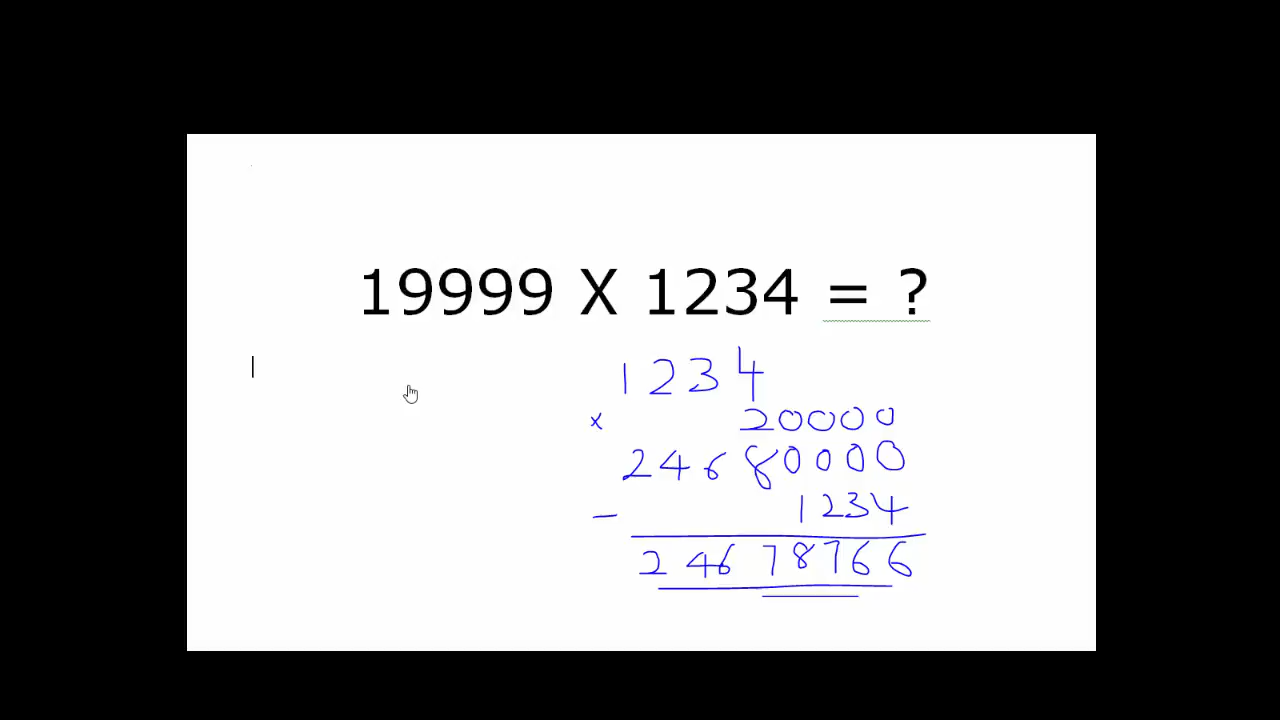 19999 X 1234 = ?
1234
x 20000
24680000
- 1234
24678766